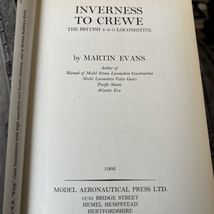 INVERNESS
TO CREWE
THE BRITISH 4-6-0 LOCOMOTIVE
by MARTIN EVANS
Author of
Manual of Model Steam Locomotive Construction
Model Locomotive Valve Gears
Pacific Steam
Atlantic Era
1966
MODEL AERONAUTICAL PRESS LTD.
13/35 BRIDGE STREET
HEMEL HEMPSTEAD
HERTFORDSHIRE